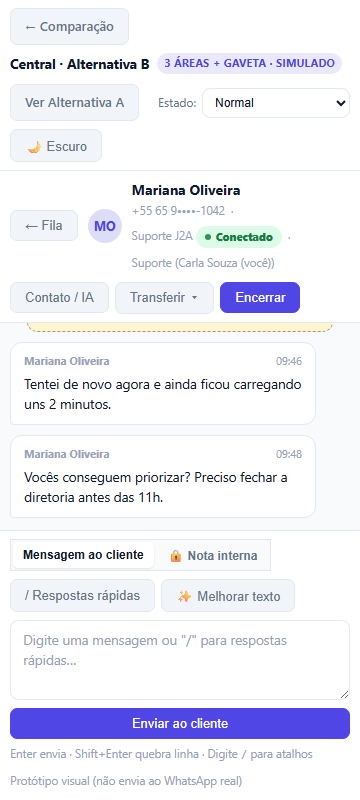 ← Comparação
Central · Alternativa B 3 ÁREAS + GAVETA · SIMULADO
Ver Alternativa A Estado: Normal
🌙 Escuro
← Fila
MO
Mariana Oliveira
+55 65 9••••-1042 ·
Suporte J2A ● Conectado ·
Suporte (Carla Souza (você))
Contato / IA Transferir ▾ Encerrar
Mariana Oliveira 09:46
Tentei de novo agora e ainda ficou carregando
uns 2 minutos.
Mariana Oliveira 09:48
Vocês conseguem priorizar? Preciso fechar a
diretoria antes das 11h.
Mensagem ao cliente 🔒 Nota interna
/ Respostas rápidas ✨ Melhorar texto
Digite uma mensagem ou "/" para respostas
rápidas…
Enviar ao cliente
Enter envia · Shift+Enter quebra linha · Digite / para atalhos
Protótipo visual (não envia ao WhatsApp real)